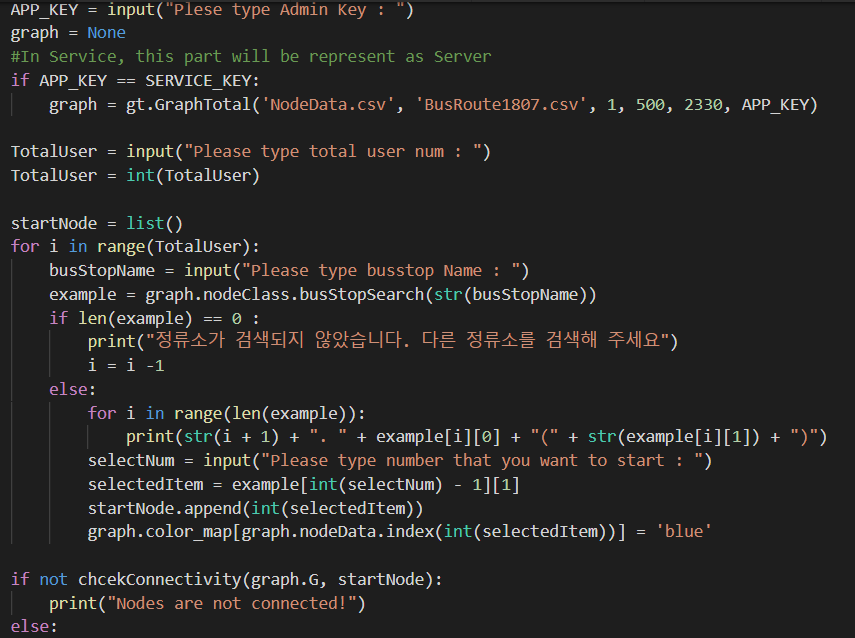 APP_KEY = input("Plese type Admin Key : ")
graph = None
#In Service, this part will be represent as Server
if APP_KEY == SERVICE_KEY:
    graph = gt.GraphTotal('NodeData.csv', 'BusRoute1807.csv', 1, 500, 2330, APP_KEY)
TotalUser = input("Please type total user num : ")
TotalUser = int(TotalUser)
startNode = list()
for i in range(TotalUser):
    busStopName = input("Please type busstop Name : ")
    example = graph.nodeClass.busStopSearch(str(busStopName))
    if len(example) == 0 :
        print("정류소가 검색되지 않았습니다. 다른 정류소를 검색해 주세요")
        i = i -1
    else:
        for i in range(len(example)):
            print(str(i + 1) + ". " + example[i][0] + "(" + str(example[i][1]) + ")")
        selectNum = input("Please type number that you want to start : ")
        selectedItem = example[int(selectNum) - 1][1]
        startNode.append(int(selectedItem))
        graph.color_map[graph.nodeData.index(int(selectedItem))] = 'blue'
if not chcekConnectivity(graph.G, startNode):
    print("Nodes are not connected!")
else: